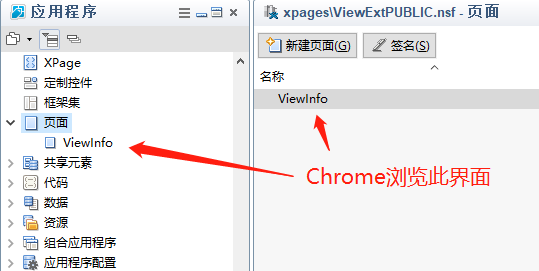 应用程序
XPage
定制控件
框架集
页面
ViewInfo
共享元素
代码
数据
资源
组合应用程序
应用程序配置
xpages\ViewExtPUBLIC.nsf - 页面
新建页面(G)
签名(S)
名称
ViewInfo
Chrome浏览此界面